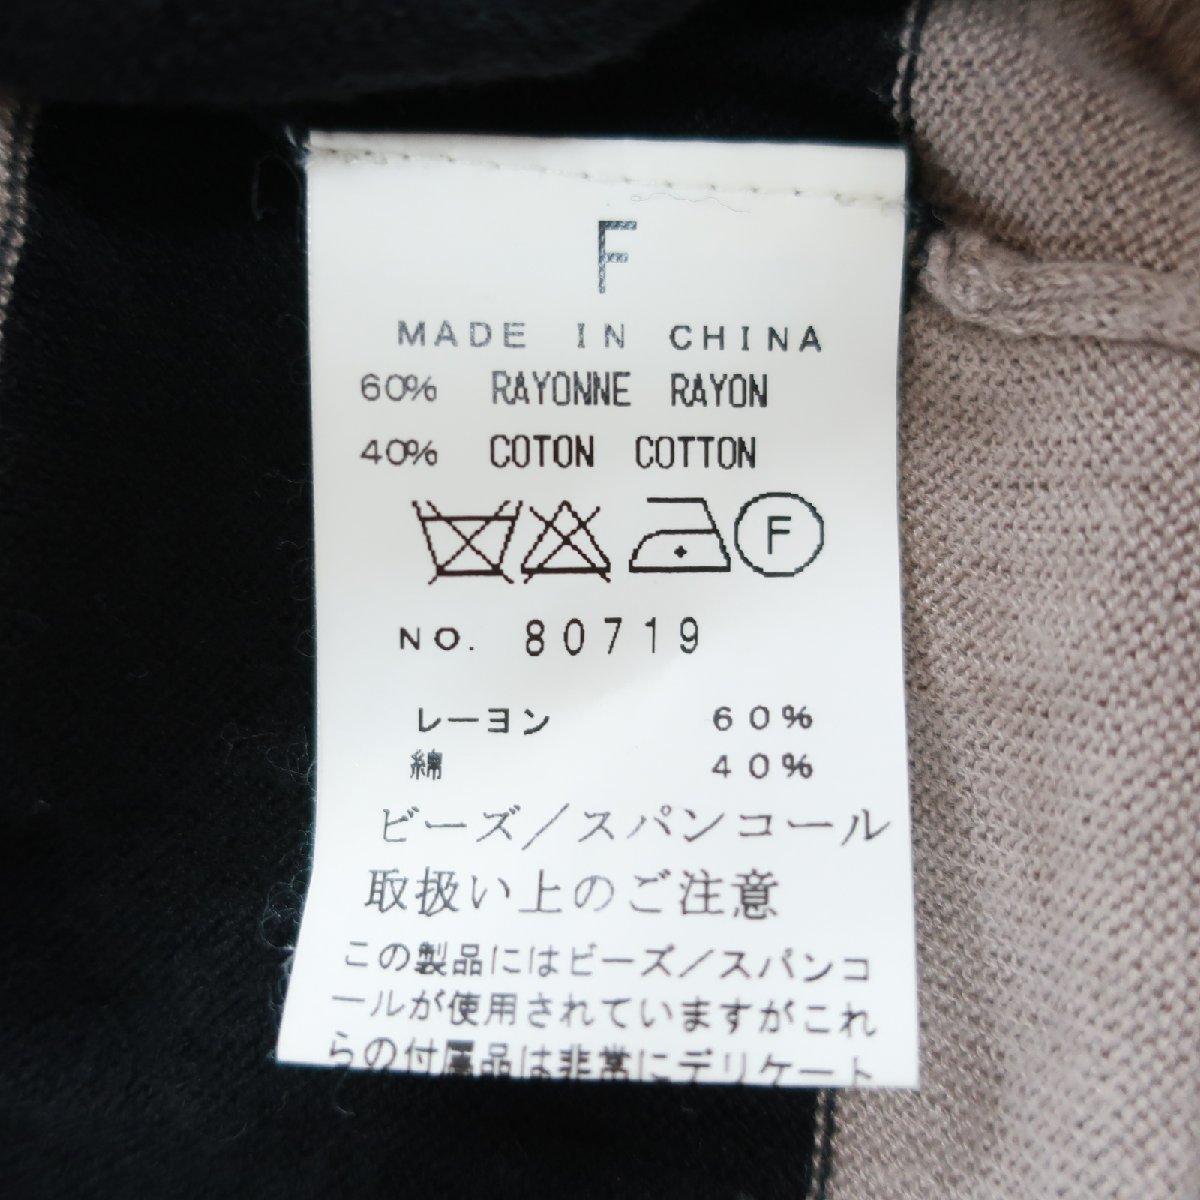 F
MADE IN CHINA
60% RAYONNE RAYON
40% COTON COTTON
F
NO. 80719
レーヨン 60%
綿 40%
ビーズ/スパンコール
取扱い上のご注意
この製品にはビーズ/スパンコ
ールが使用されていますがこれ
らの付属品は非常にデリケート